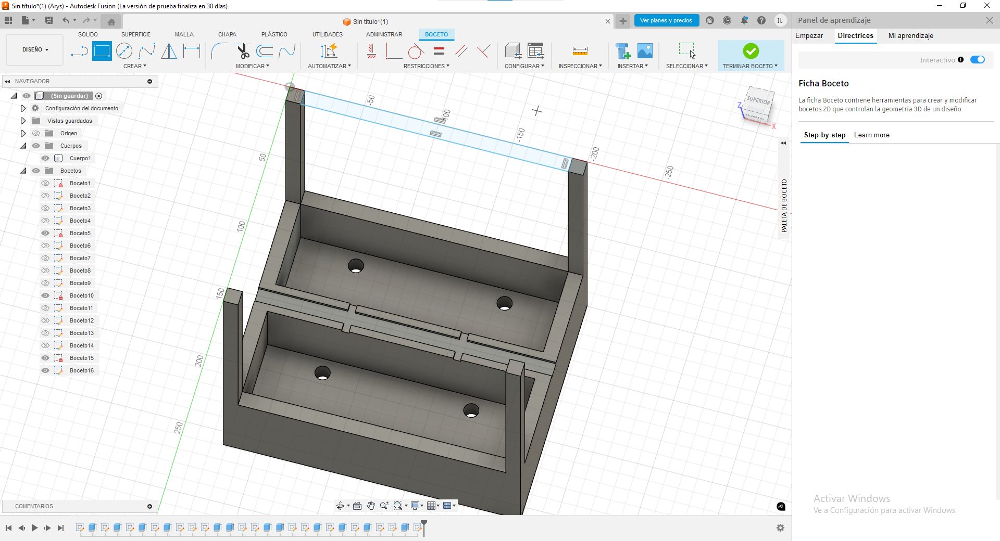 Sin título*(1) (Arys) - Autodesk Fusion (La versión de prueba finaliza en 30 días)
Sin título*(1)
Ver planes y precios
IL
Panel de aprendizaje
DISEÑO
SOLIDO
SUPERFICIE
MALLA
CHAPA
PLÁSTICO
UTILIDADES
ADMINISTRAR
BOCETO
CREAR
MODIFICAR
AUTOMATIZAR
RESTRICCIONES
CONFIGURAR
INSPECCIONAR
INSERTAR
SELECCIONAR
TERMINAR BOCETO
Empezar
Directrices
Mi aprendizaje
Interactivo
Ficha Boceto
La ficha Boceto contiene herramientas para crear y modificar
bocetos 2D que controlan la geometría 3D de un diseño.
Step-by-step
Learn more
NAVEGADOR
(Sin guardar)
Configuración del documento
Vistas guardadas
Origen
Cuerpos
Cuerpo1
Bocetos
Boceto1
Boceto2
Boceto3
Boceto4
Boceto5
Boceto6
Boceto7
Boceto8
Boceto9
Boceto10
Boceto11
Boceto12
Boceto13
Boceto14
Boceto15
Boceto16
-50
-100
-150
-200
-250
50
100
150
200
250
SUPERIOR
FRONTAL
Z
X
PALETA DE BOCETO
COMENTARIOS
Activar Windows
Ve a Configuración para activar Windows.